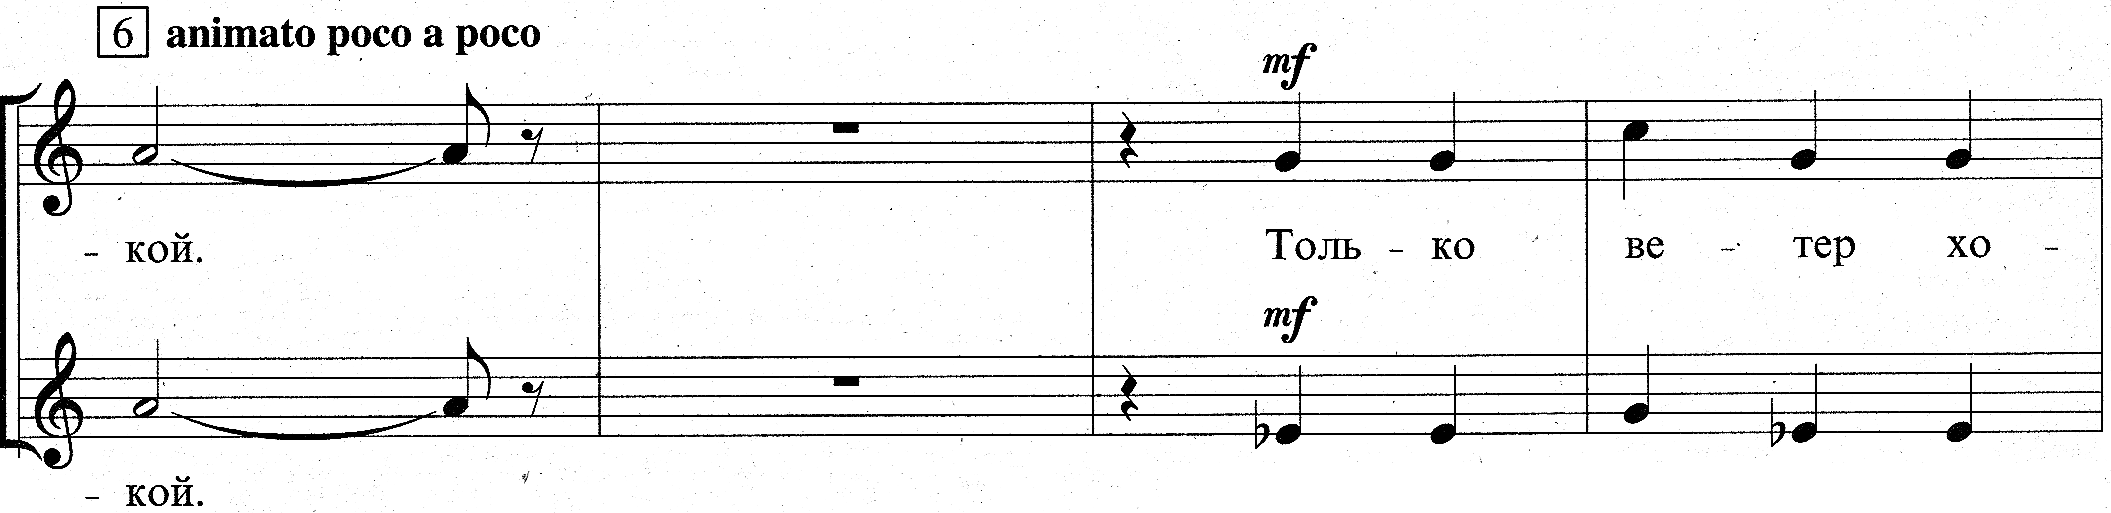 6 animato poco a poco
mf
- кой. Толь - ко ве - тер хо -
mf
- кой.